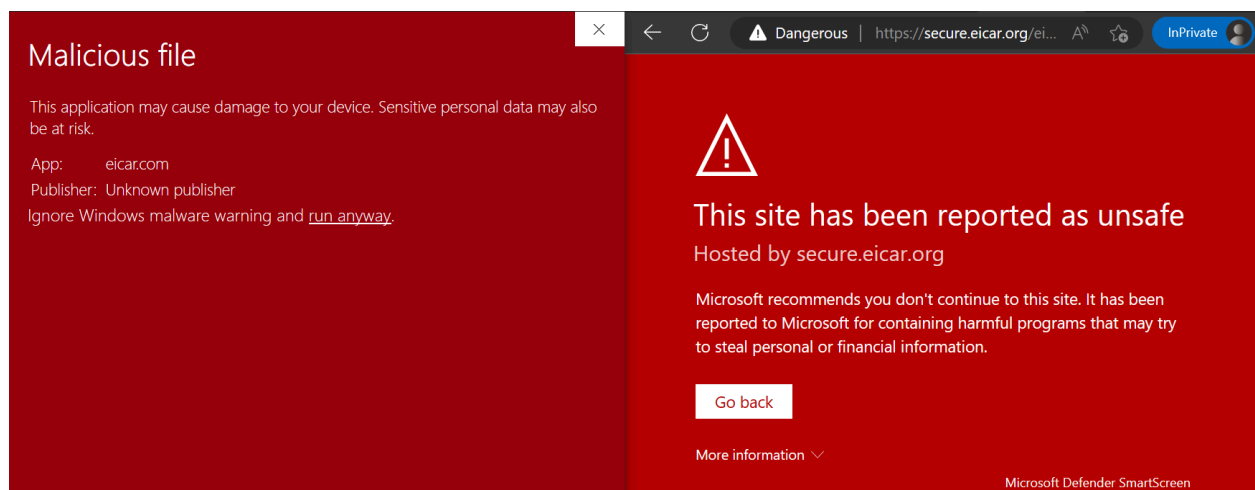 Malicious file
This application may cause damage to your device. Sensitive personal data may also
be at risk.
App: eicar.com
Publisher: Unknown publisher
Ignore Windows malware warning and run anyway.
Dangerous | https://secure.eicar.org/ei...
InPrivate
This site has been reported as unsafe
Hosted by secure.eicar.org
Microsoft recommends you don't continue to this site. It has been
reported to Microsoft for containing harmful programs that may try
to steal personal or financial information.
Go back
More information
Microsoft Defender SmartScreen